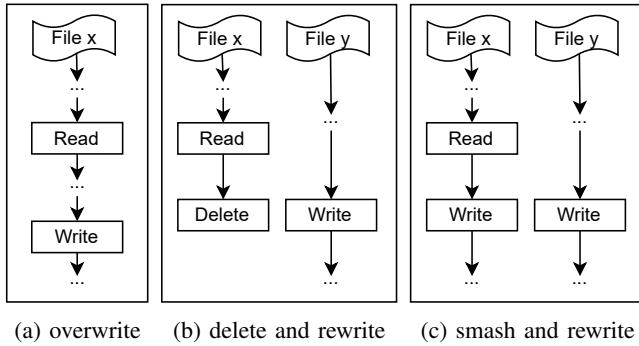 File x
...
Read
...
Write
...
File x
...
Read
Delete
File y
...
Write
...
File x
...
Read
Write
...
File y
...
Write
...
(a) overwrite
(b) delete and rewrite
(c) smash and rewrite